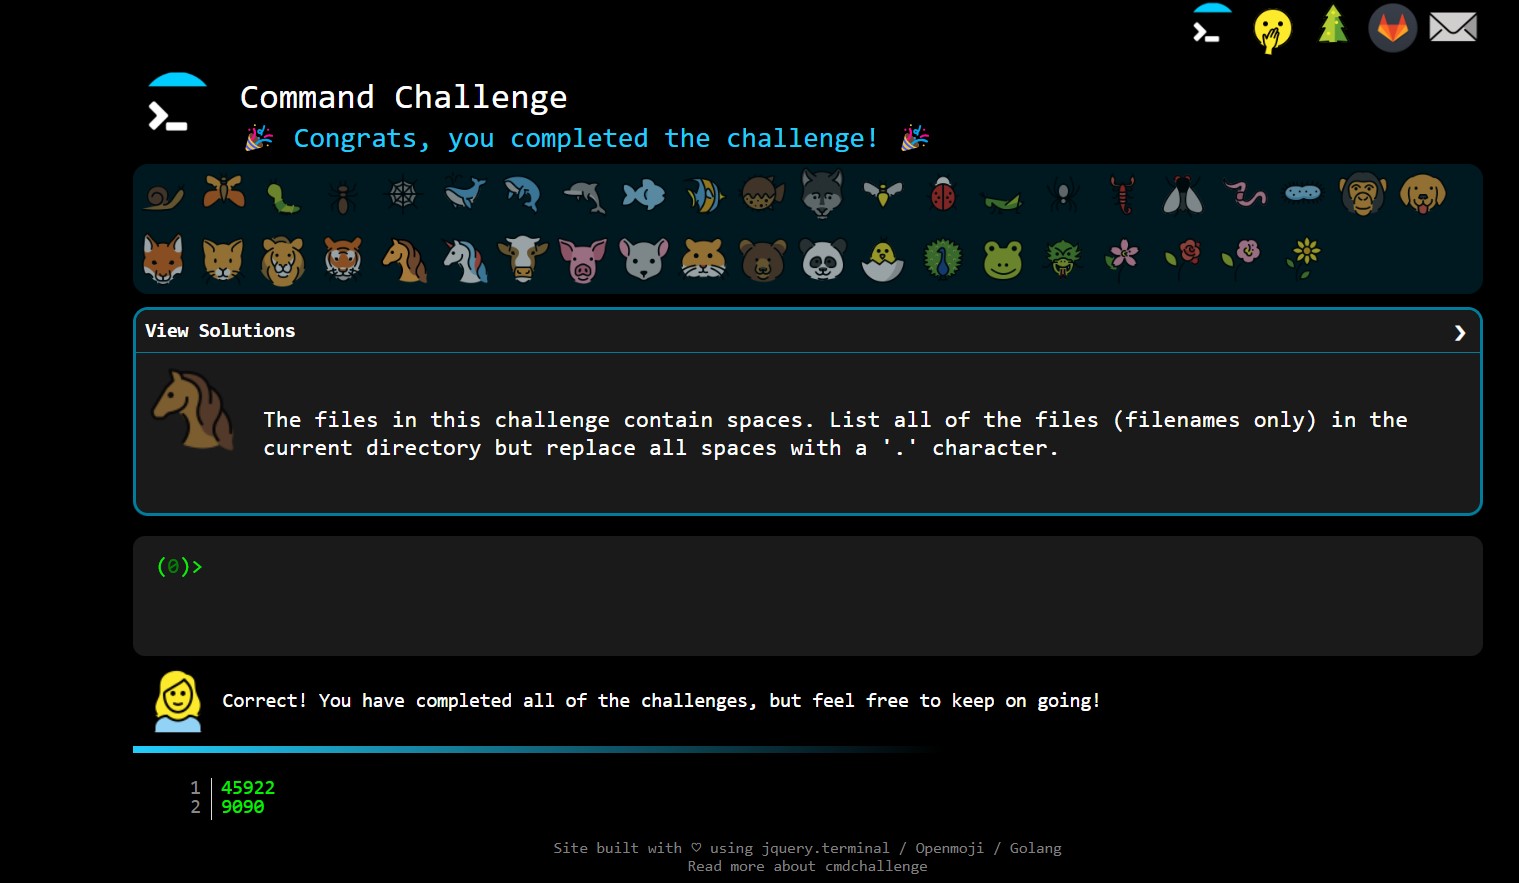 Command Challenge
🎉 Congrats, you completed the challenge! 🎉
View Solutions
The files in this challenge contain spaces. List all of the files (filenames only) in the
current directory but replace all spaces with a '.' character.
(0)>
Correct! You have completed all of the challenges, but feel free to keep on going!
1 45922
2 9090
Site built with ♡ using jquery.terminal / Openmoji / Golang
Read more about cmdchallenge